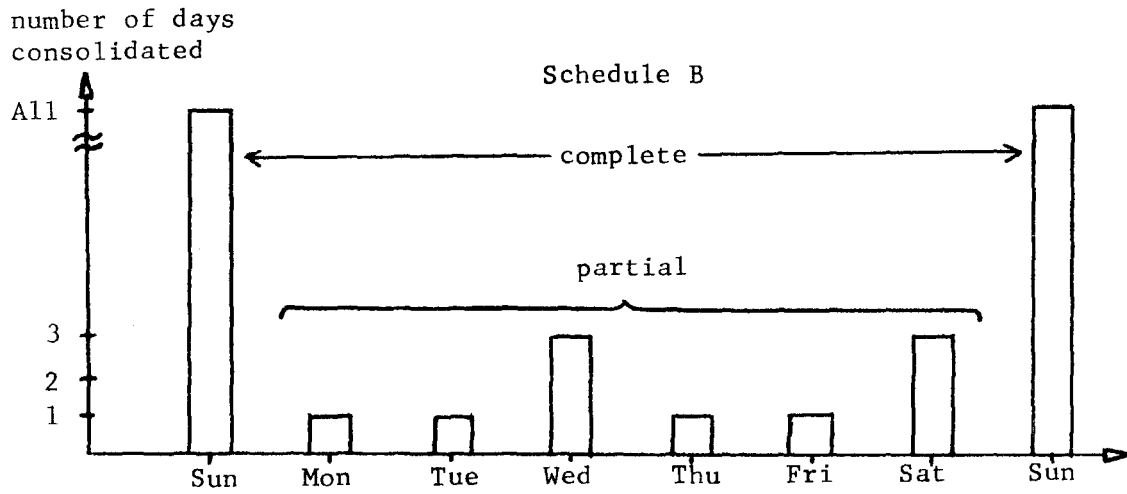 number of days
consolidated
Schedule B
All
complete
partial
3
2
1
Sun Mon Tue Wed Thu Fri Sat Sun